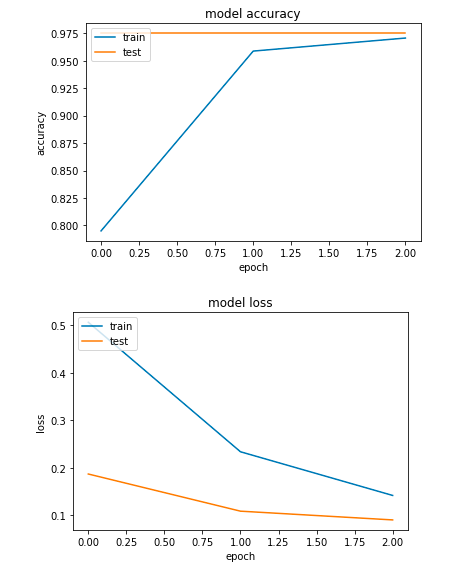 model accuracy
0.975
0.950
0.925
0.900
0.875
0.850
0.825
0.800
accuracy
train
test
0.00 0.25 0.50 0.75 1.00 1.25 1.50 1.75 2.00
epoch
model loss
0.5
0.4
0.3
0.2
0.1
loss
train
test
0.00 0.25 0.50 0.75 1.00 1.25 1.50 1.75 2.00
epoch